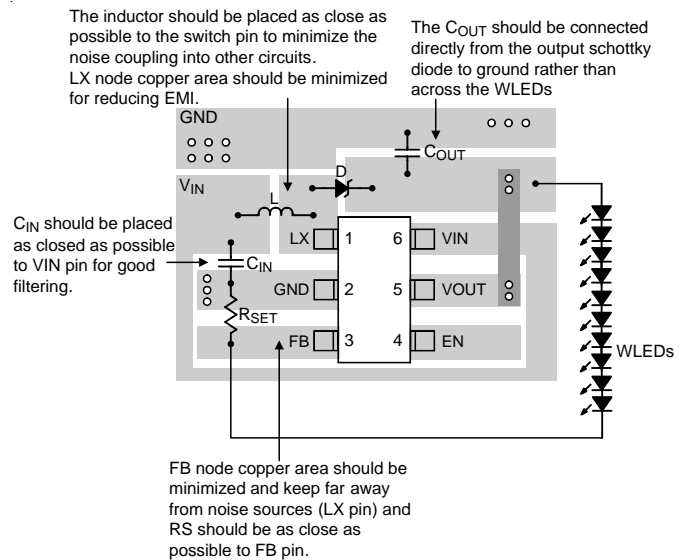 The inductor should be placed as close as
possible to the switch pin to minimize the
noise coupling into other circuits.
LX node copper area should be minimized
for reducing EMI.
The COUT should be connected
directly from the output schottky
diode to ground rather than
across the WLEDs
GND
COUT
D
VIN
L
CIN should be placed
as closed as possible
to VIN pin for good
filtering.
LX 1 6 VIN
CIN
GND 2 5 VOUT
RSET
FB 3 4 EN
WLEDs
FB node copper area should be
minimized and keep far away
from noise sources (LX pin) and
RS should be as close as
possible to FB pin.